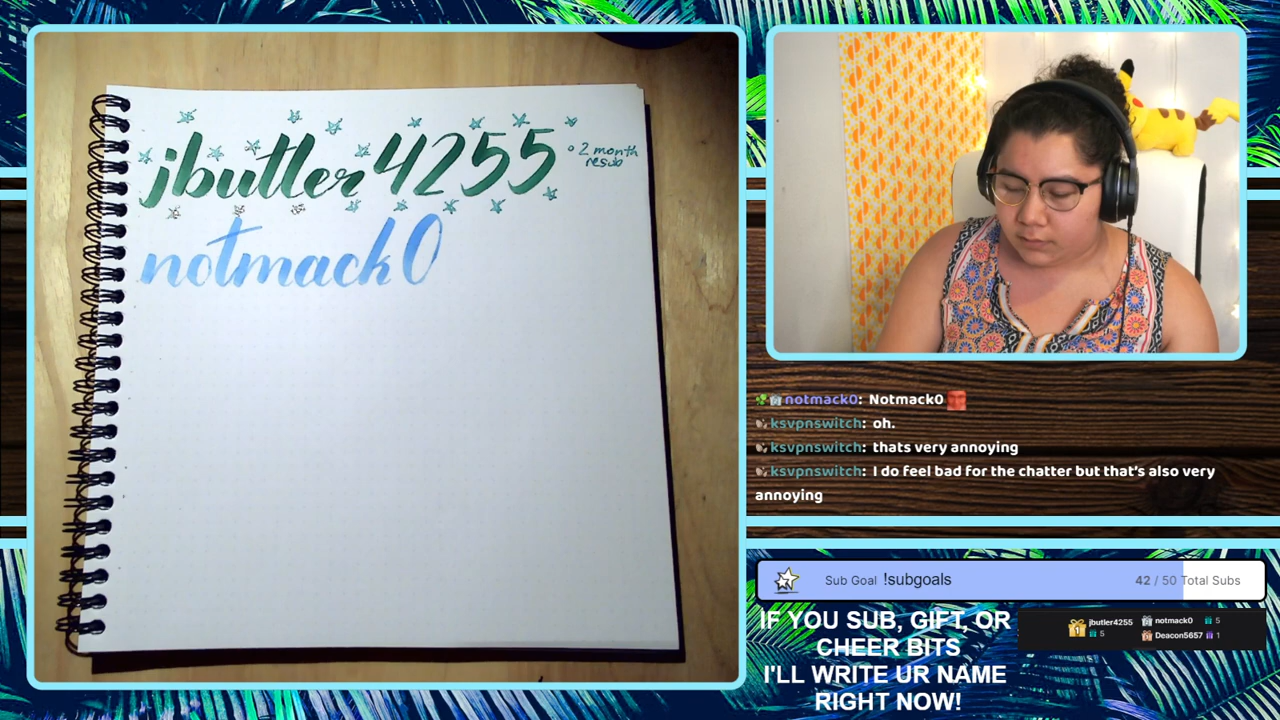 jbutler4255
° 2 month
resub
notmack0
notmack0: Notmack0
ksvpnswitch: oh.
ksvpnswitch: thats very annoying
ksvpnswitch: I do feel bad for the chatter but that's also very
annoying
Sub Goal !subgoals 42 / 50 Total Subs
IF YOU SUB, GIFT, OR
CHEER BITS
I'LL WRITE UR NAME
RIGHT NOW!
1 jbutler4255 5
notmack0 5
Deacon5657 1